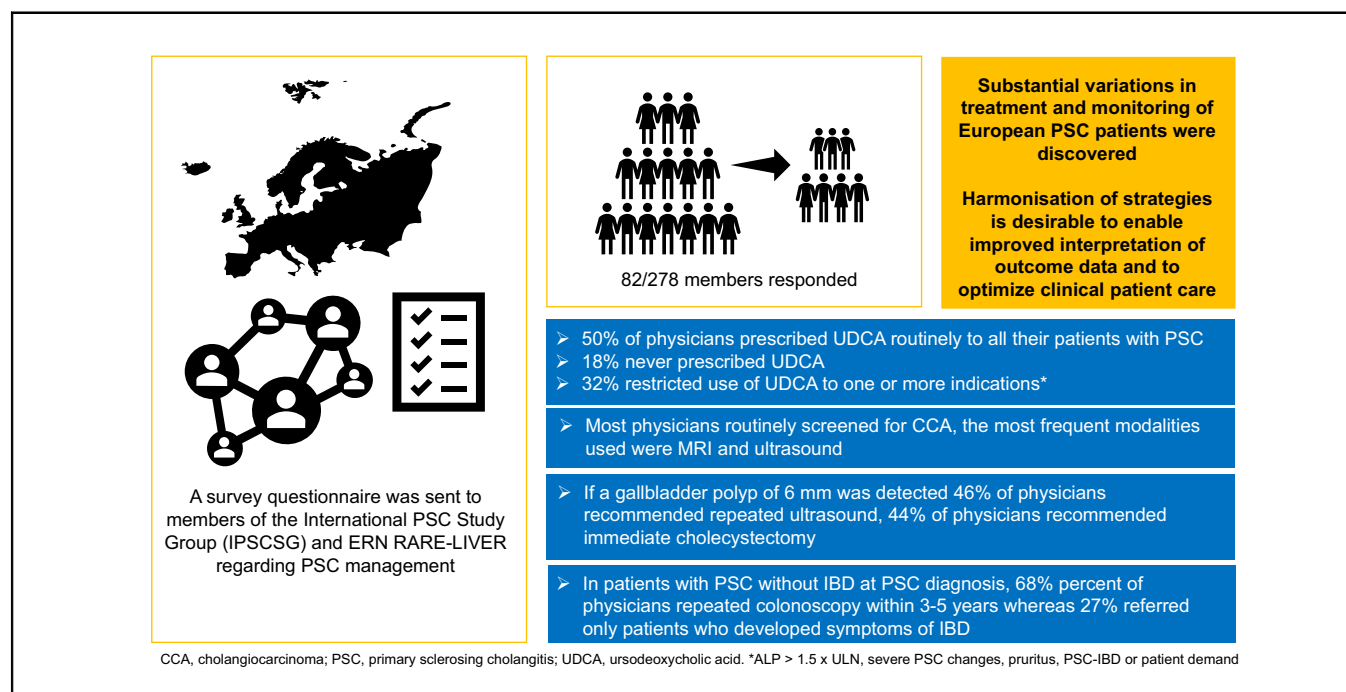 A survey questionnaire was sent to
members of the International PSC Study
Group (IPSCSG) and ERN RARE-LIVER
regarding PSC management
82/278 members responded
Substantial variations in
treatment and monitoring of
European PSC patients were
discovered
Harmonisation of strategies
is desirable to enable
improved interpretation of
outcome data and to
optimize clinical patient care
➢ 50% of physicians prescribed UDCA routinely to all their patients with PSC
➢ 18% never prescribed UDCA
➢ 32% restricted use of UDCA to one or more indications*
➢ Most physicians routinely screened for CCA, the most frequent modalities
used were MRI and ultrasound
➢ If a gallbladder polyp of 6 mm was detected 46% of physicians
recommended repeated ultrasound, 44% of physicians recommended
immediate cholecystectomy
➢ In patients with PSC without IBD at PSC diagnosis, 68% percent of
physicians repeated colonoscopy within 3-5 years whereas 27% referred
only patients who developed symptoms of IBD
CCA, cholangiocarcinoma; PSC, primary sclerosing cholangitis; UDCA, ursodeoxycholic acid. *ALP > 1.5 x ULN, severe PSC changes, pruritus, PSC-IBD or patient demand